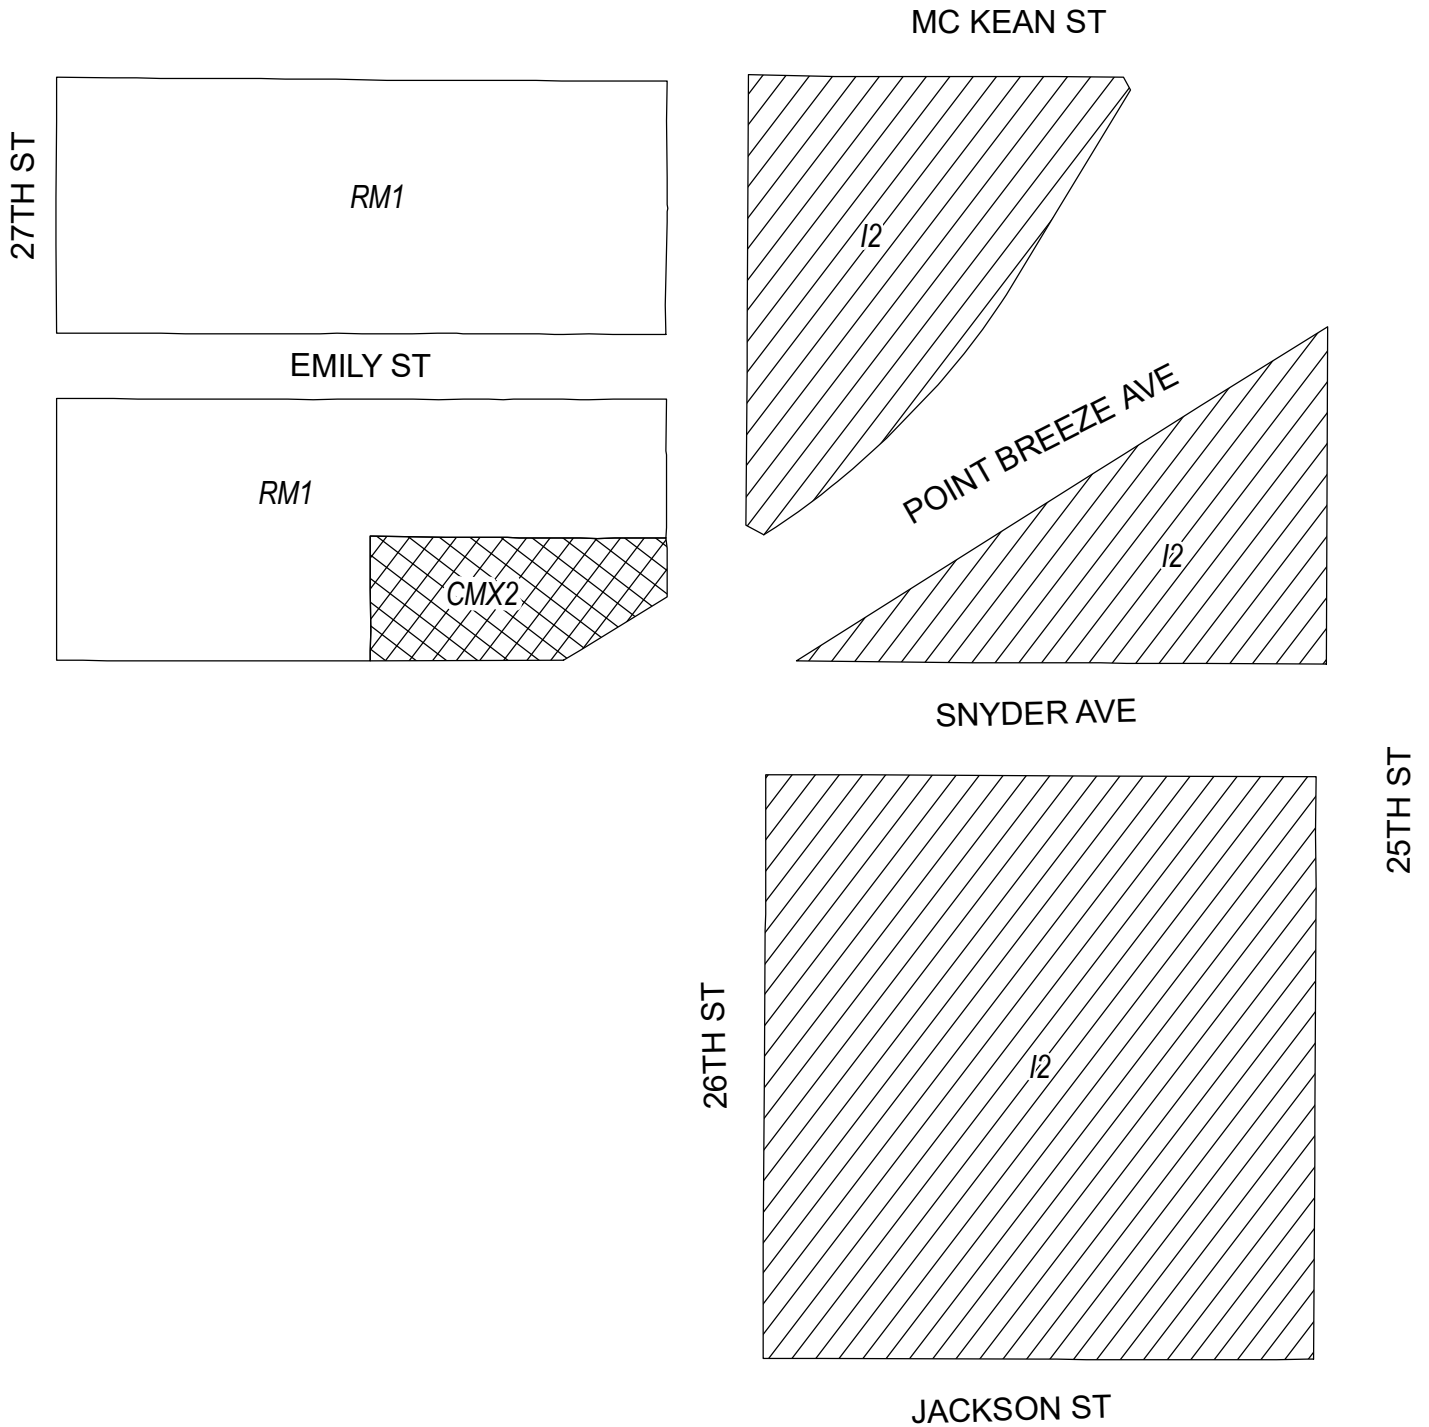 MC KEAN ST
27TH ST
RM1
I2
EMILY ST
POINT BREEZE AVE
RM1
I2
CMX2
SNYDER AVE
25TH ST
26TH ST
I2
JACKSON ST